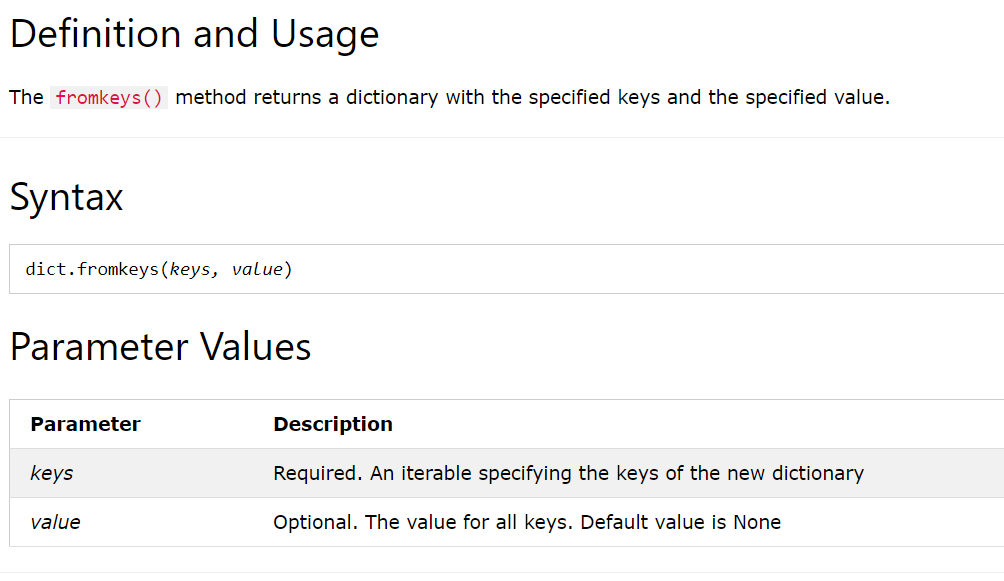 Definition and Usage
The fromkeys() method returns a dictionary with the specified keys and the specified value.
Syntax
dict.fromkeys(keys, value)
Parameter Values
Parameter Description
keys Required. An iterable specifying the keys of the new dictionary
value Optional. The value for all keys. Default value is None